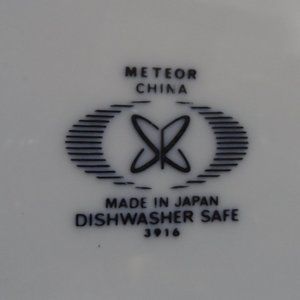 METEOR
CHINA
MADE IN JAPAN
DISHWASHER SAFE
3916